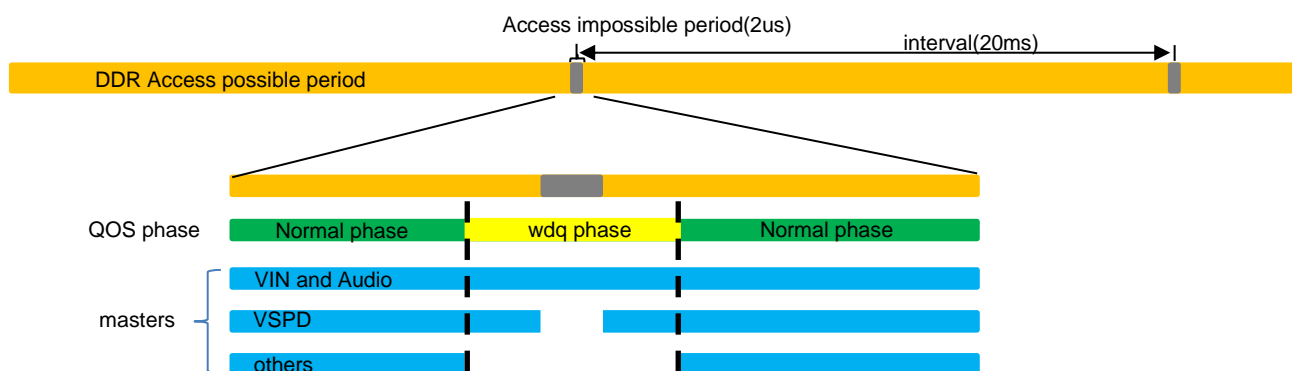 Access impossible period(2us)
interval(20ms)
DDR Access possible period
QOS phase
Normal phase
wdq phase
Normal phase
VIN and Audio
masters
VSPD
others